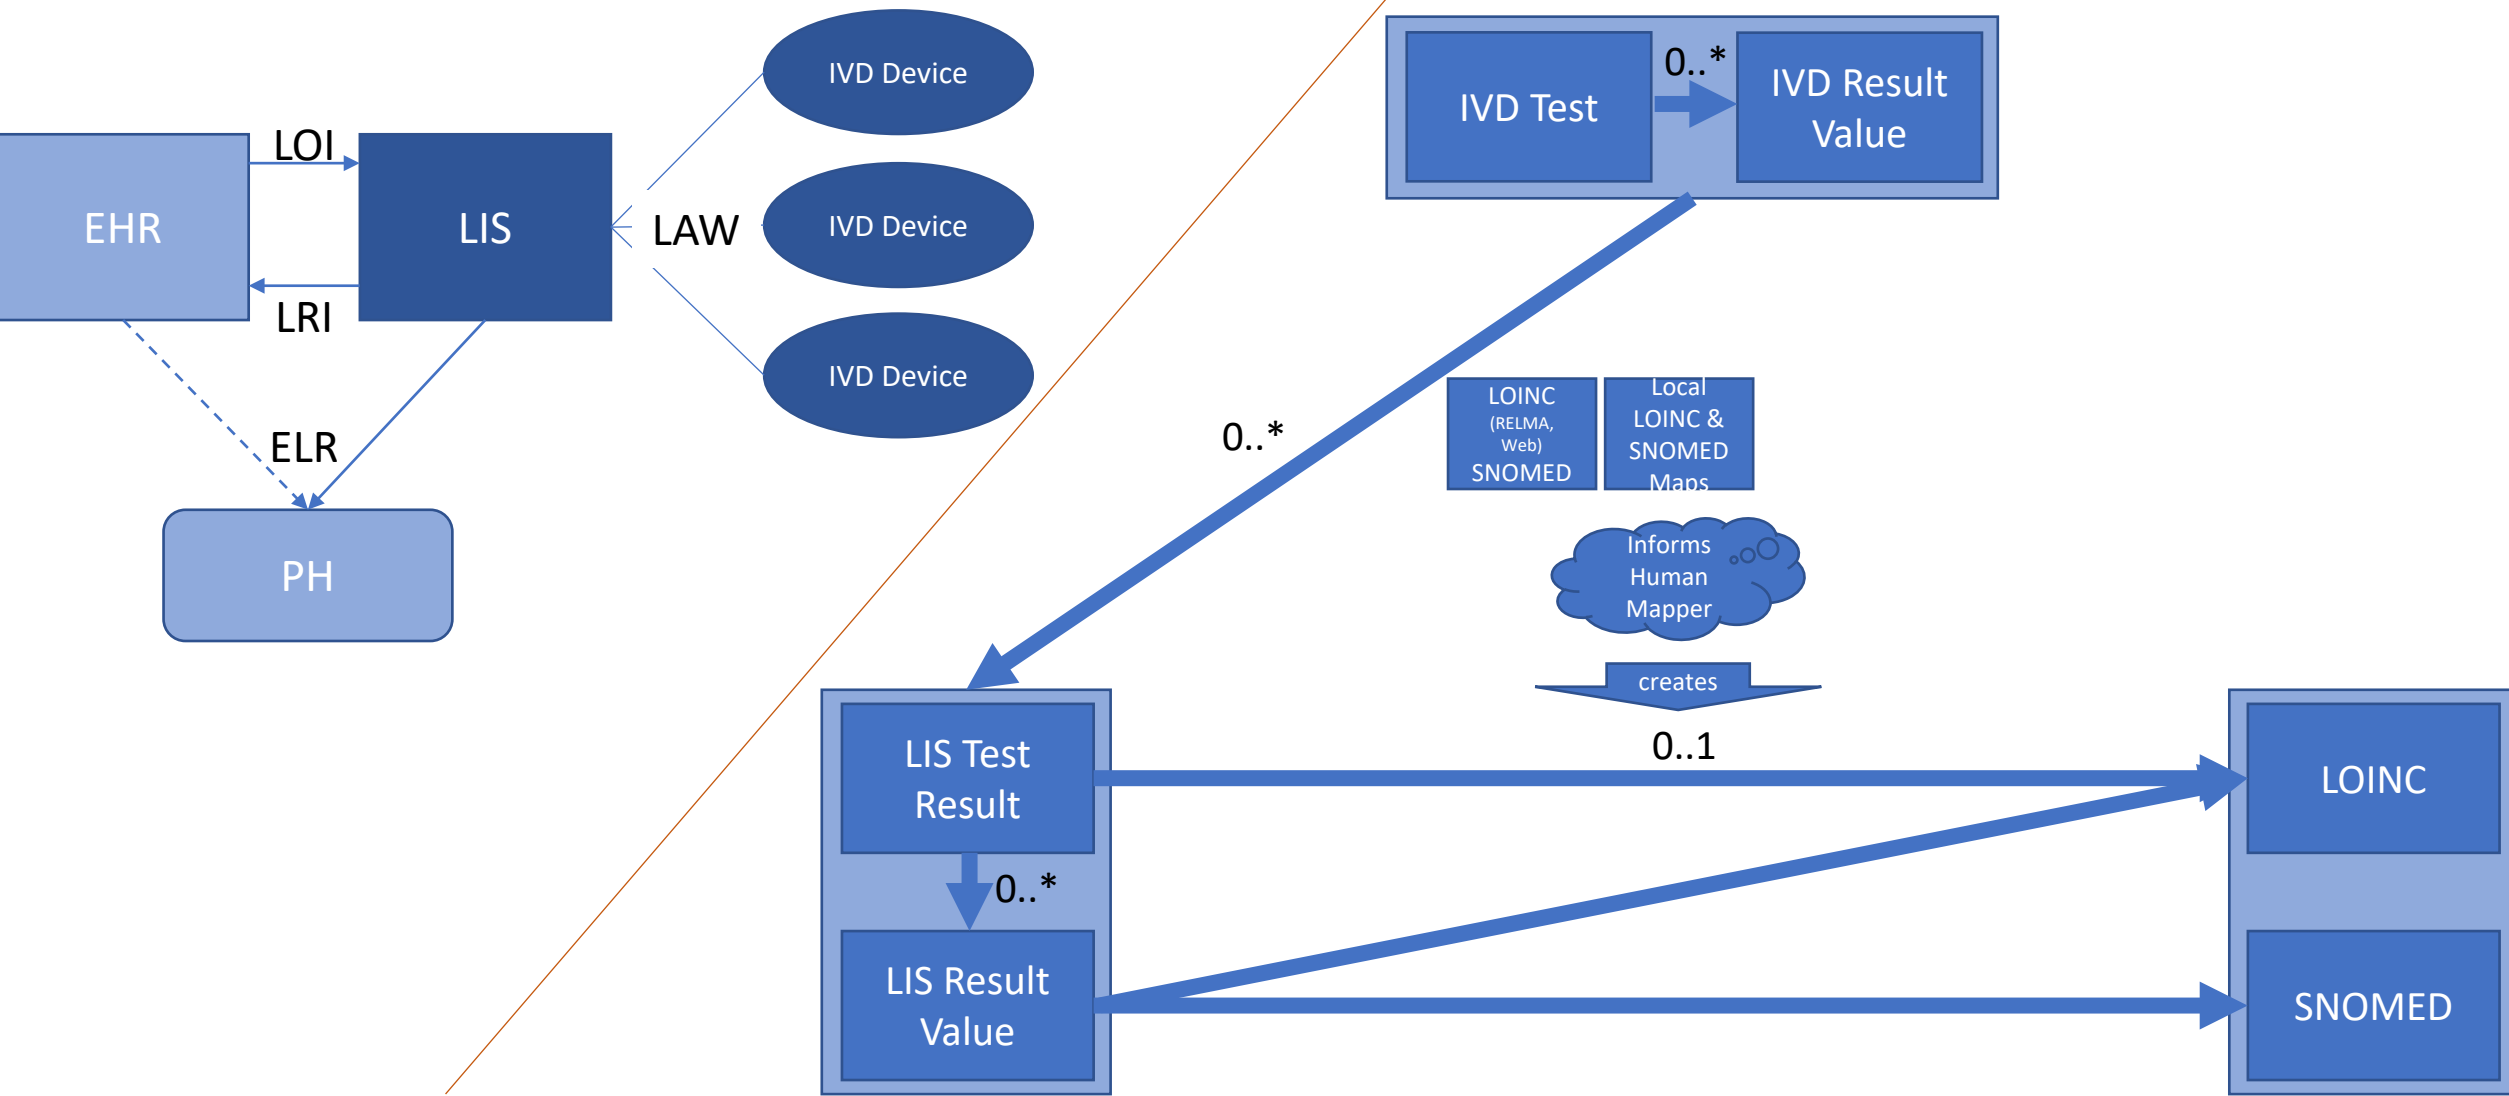 EHR
LOI
LRI
LIS
LAW
IVD Device
IVD Device
IVD Device
ELR
PH
IVD Test
0..*
IVD Result
Value
0..*
LOINC
(RELMA,
Web)
SNOMED
Local
LOINC &
SNOMED
Maps
Informs
Human
Mapper
creates
0..1
LIS Test
Result
0..*
LIS Result
Value
LOINC
SNOMED